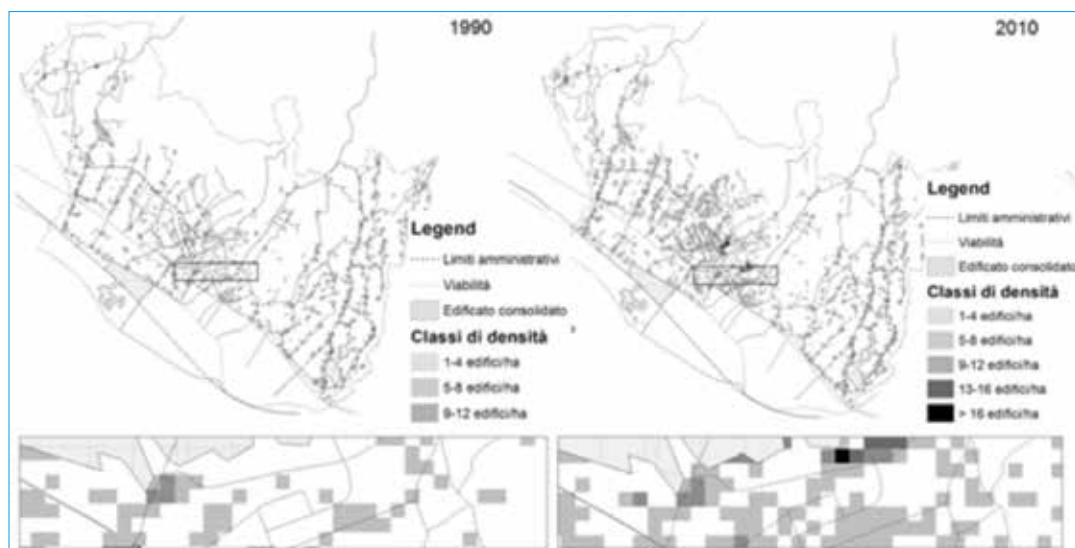 1990
Legend
Limiti amministrativi
Viabilità
Edificato consolidato
Classi di densità
1-4 edifici/ha
5-8 edifici/ha
9-12 edifici/ha
2010
Legend
Limiti amministrativi
Viabilità
Edificato consolidato
Classi di densità
1-4 edifici/ha
5-8 edifici/ha
9-12 edifici/ha
13-16 edifici/ha
> 16 edifici/ha